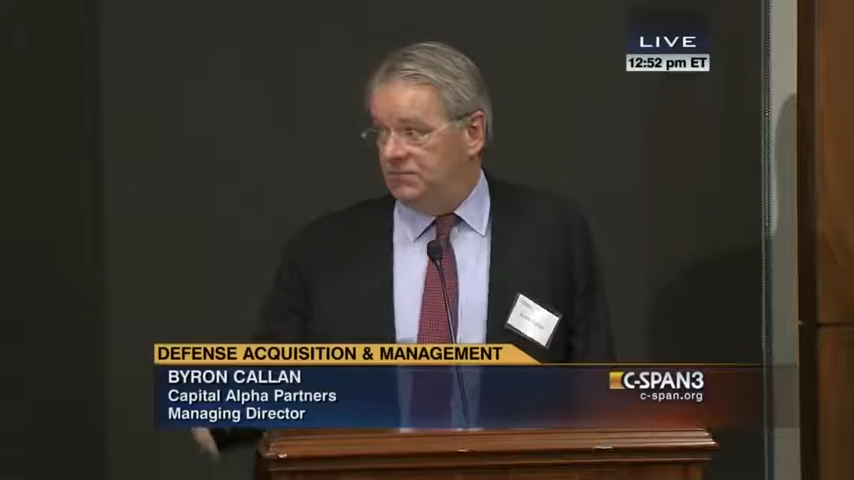 LIVE
12:52 pm ET
DEFENSE ACQUISITION & MANAGEMENT
BYRON CALLAN
Capital Alpha Partners
Managing Director
C-SPAN3
c-span.org